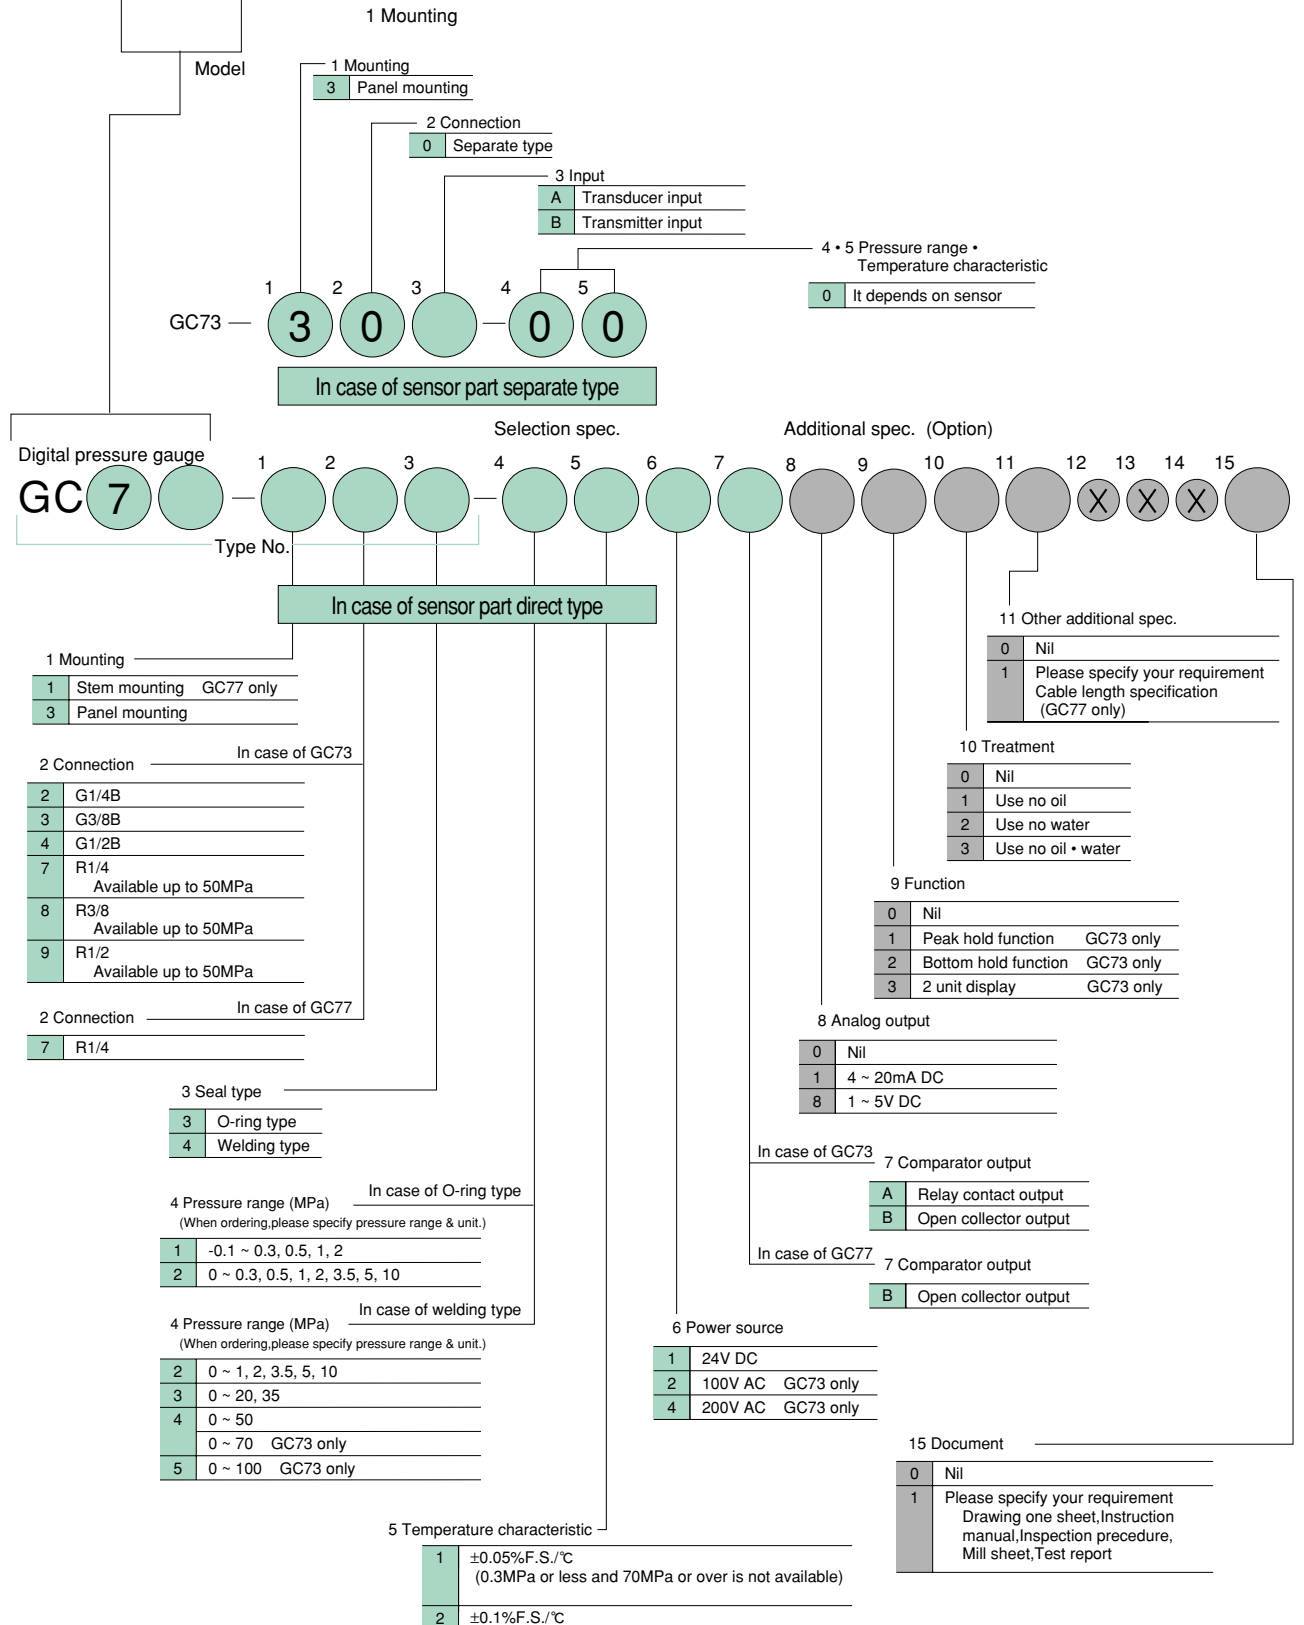 1 Mounting
Model
1 Mounting
3 Panel mounting
2 Connection
0 Separate type
3 Input
A Transducer input
B Transmitter input
4 • 5 Pressure range •
Temperature characteristic
0 It depends on sensor
1 2 3 4 5
GC73 — 3 0 — 0 0
In case of sensor part separate type
Selection spec.
Additional spec. (Option)
Digital pressure gauge
1 2 3 4 5 6 7 8 9 10 11 12 13 14 15
GC 7 — — X X X
Type No.
In case of sensor part direct type
1 Mounting
1 Stem mounting GC77 only
3 Panel mounting
In case of GC73
2 Connection
2 G1/4B
3 G3/8B
4 G1/2B
7 R1/4
Available up to 50MPa
8 R3/8
Available up to 50MPa
9 R1/2
Available up to 50MPa
In case of GC77
2 Connection
7 R1/4
3 Seal type
3 O-ring type
4 Welding type
In case of O-ring type
4 Pressure range (MPa)
(When ordering,please specify pressure range & unit.)
1 -0.1 ~ 0.3, 0.5, 1, 2
2 0 ~ 0.3, 0.5, 1, 2, 3.5, 5, 10
In case of welding type
4 Pressure range (MPa)
(When ordering,please specify pressure range & unit.)
2 0 ~ 1, 2, 3.5, 5, 10
3 0 ~ 20, 35
4 0 ~ 50
0 ~ 70 GC73 only
5 0 ~ 100 GC73 only
5 Temperature characteristic
1 ±0.05%F.S./℃
(0.3MPa or less and 70MPa or over is not available)
2 ±0.1%F.S./℃
6 Power source
1 24V DC
2 100V AC GC73 only
4 200V AC GC73 only
In case of GC73
7 Comparator output
A Relay contact output
B Open collector output
In case of GC77
7 Comparator output
B Open collector output
8 Analog output
0 Nil
1 4 ~ 20mA DC
8 1 ~ 5V DC
9 Function
0 Nil
1 Peak hold function GC73 only
2 Bottom hold function GC73 only
3 2 unit display GC73 only
10 Treatment
0 Nil
1 Use no oil
2 Use no water
3 Use no oil • water
11 Other additional spec.
0 Nil
1 Please specify your requirement
Cable length specification
(GC77 only)
15 Document
0 Nil
1 Please specify your requirement
Drawing one sheet,Instruction
manual,Inspection precedure,
Mill sheet,Test report